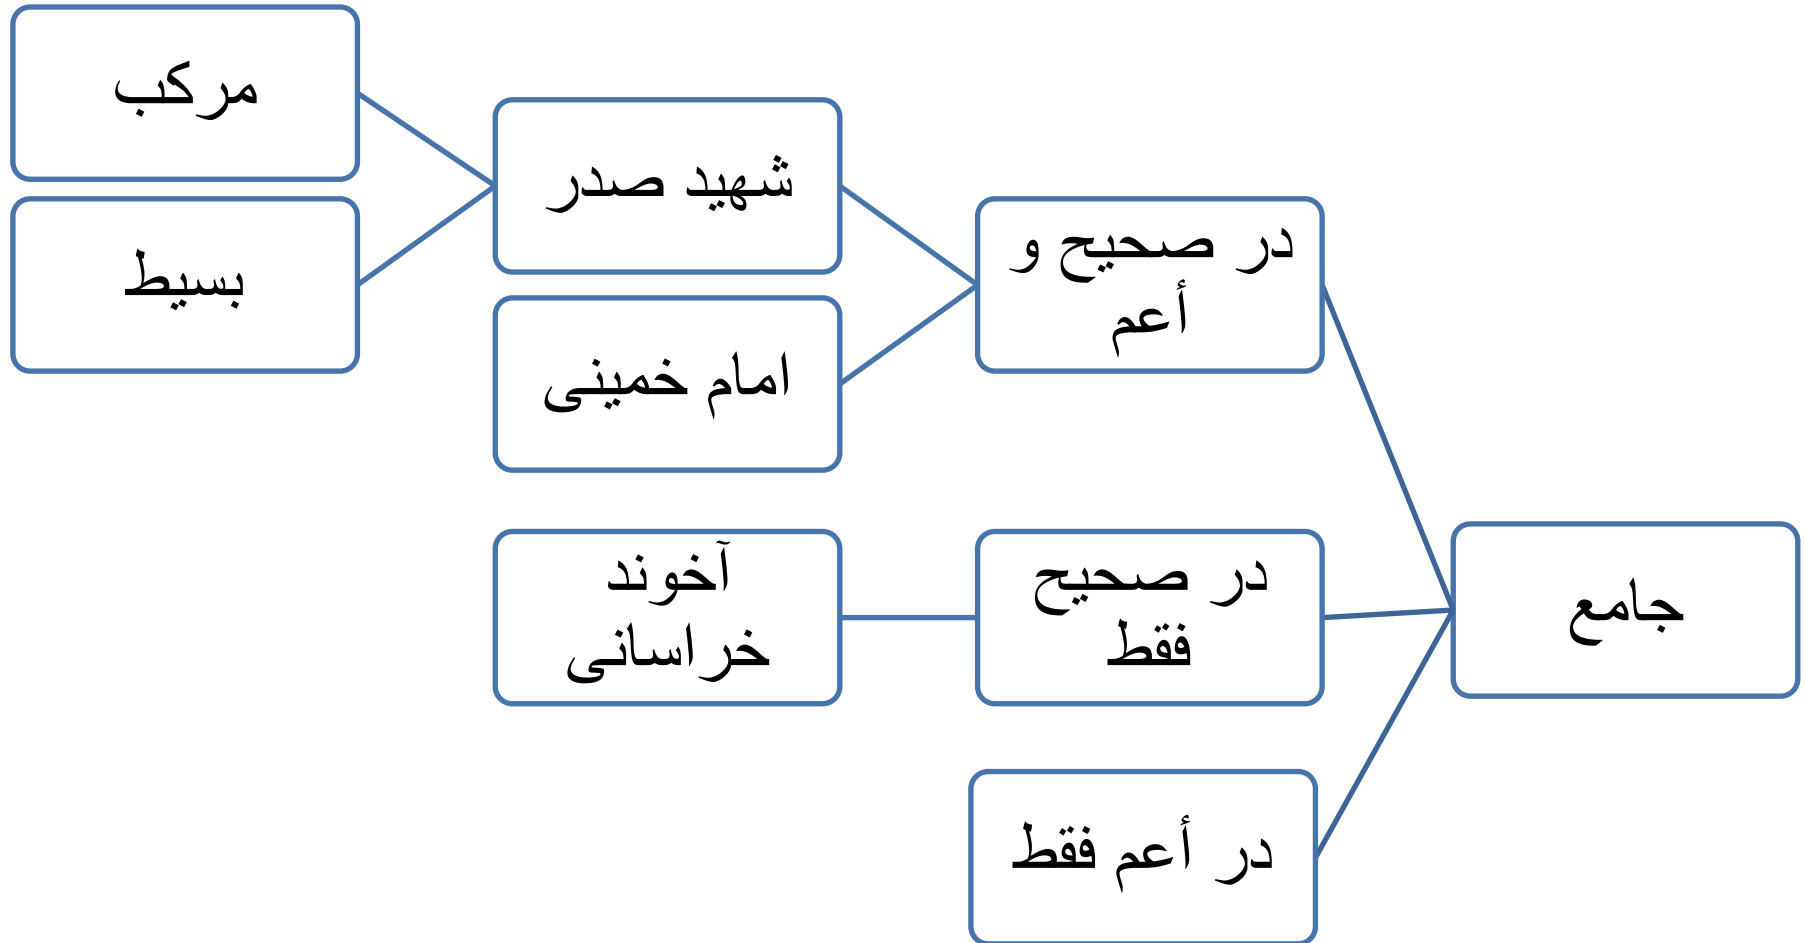 جامع
در صحیح و
أعم
شهید صدر
مرکب
بسیط
امام خمینی
در صحیح
فقط
آخوند
خراسانی
در أعم فقط